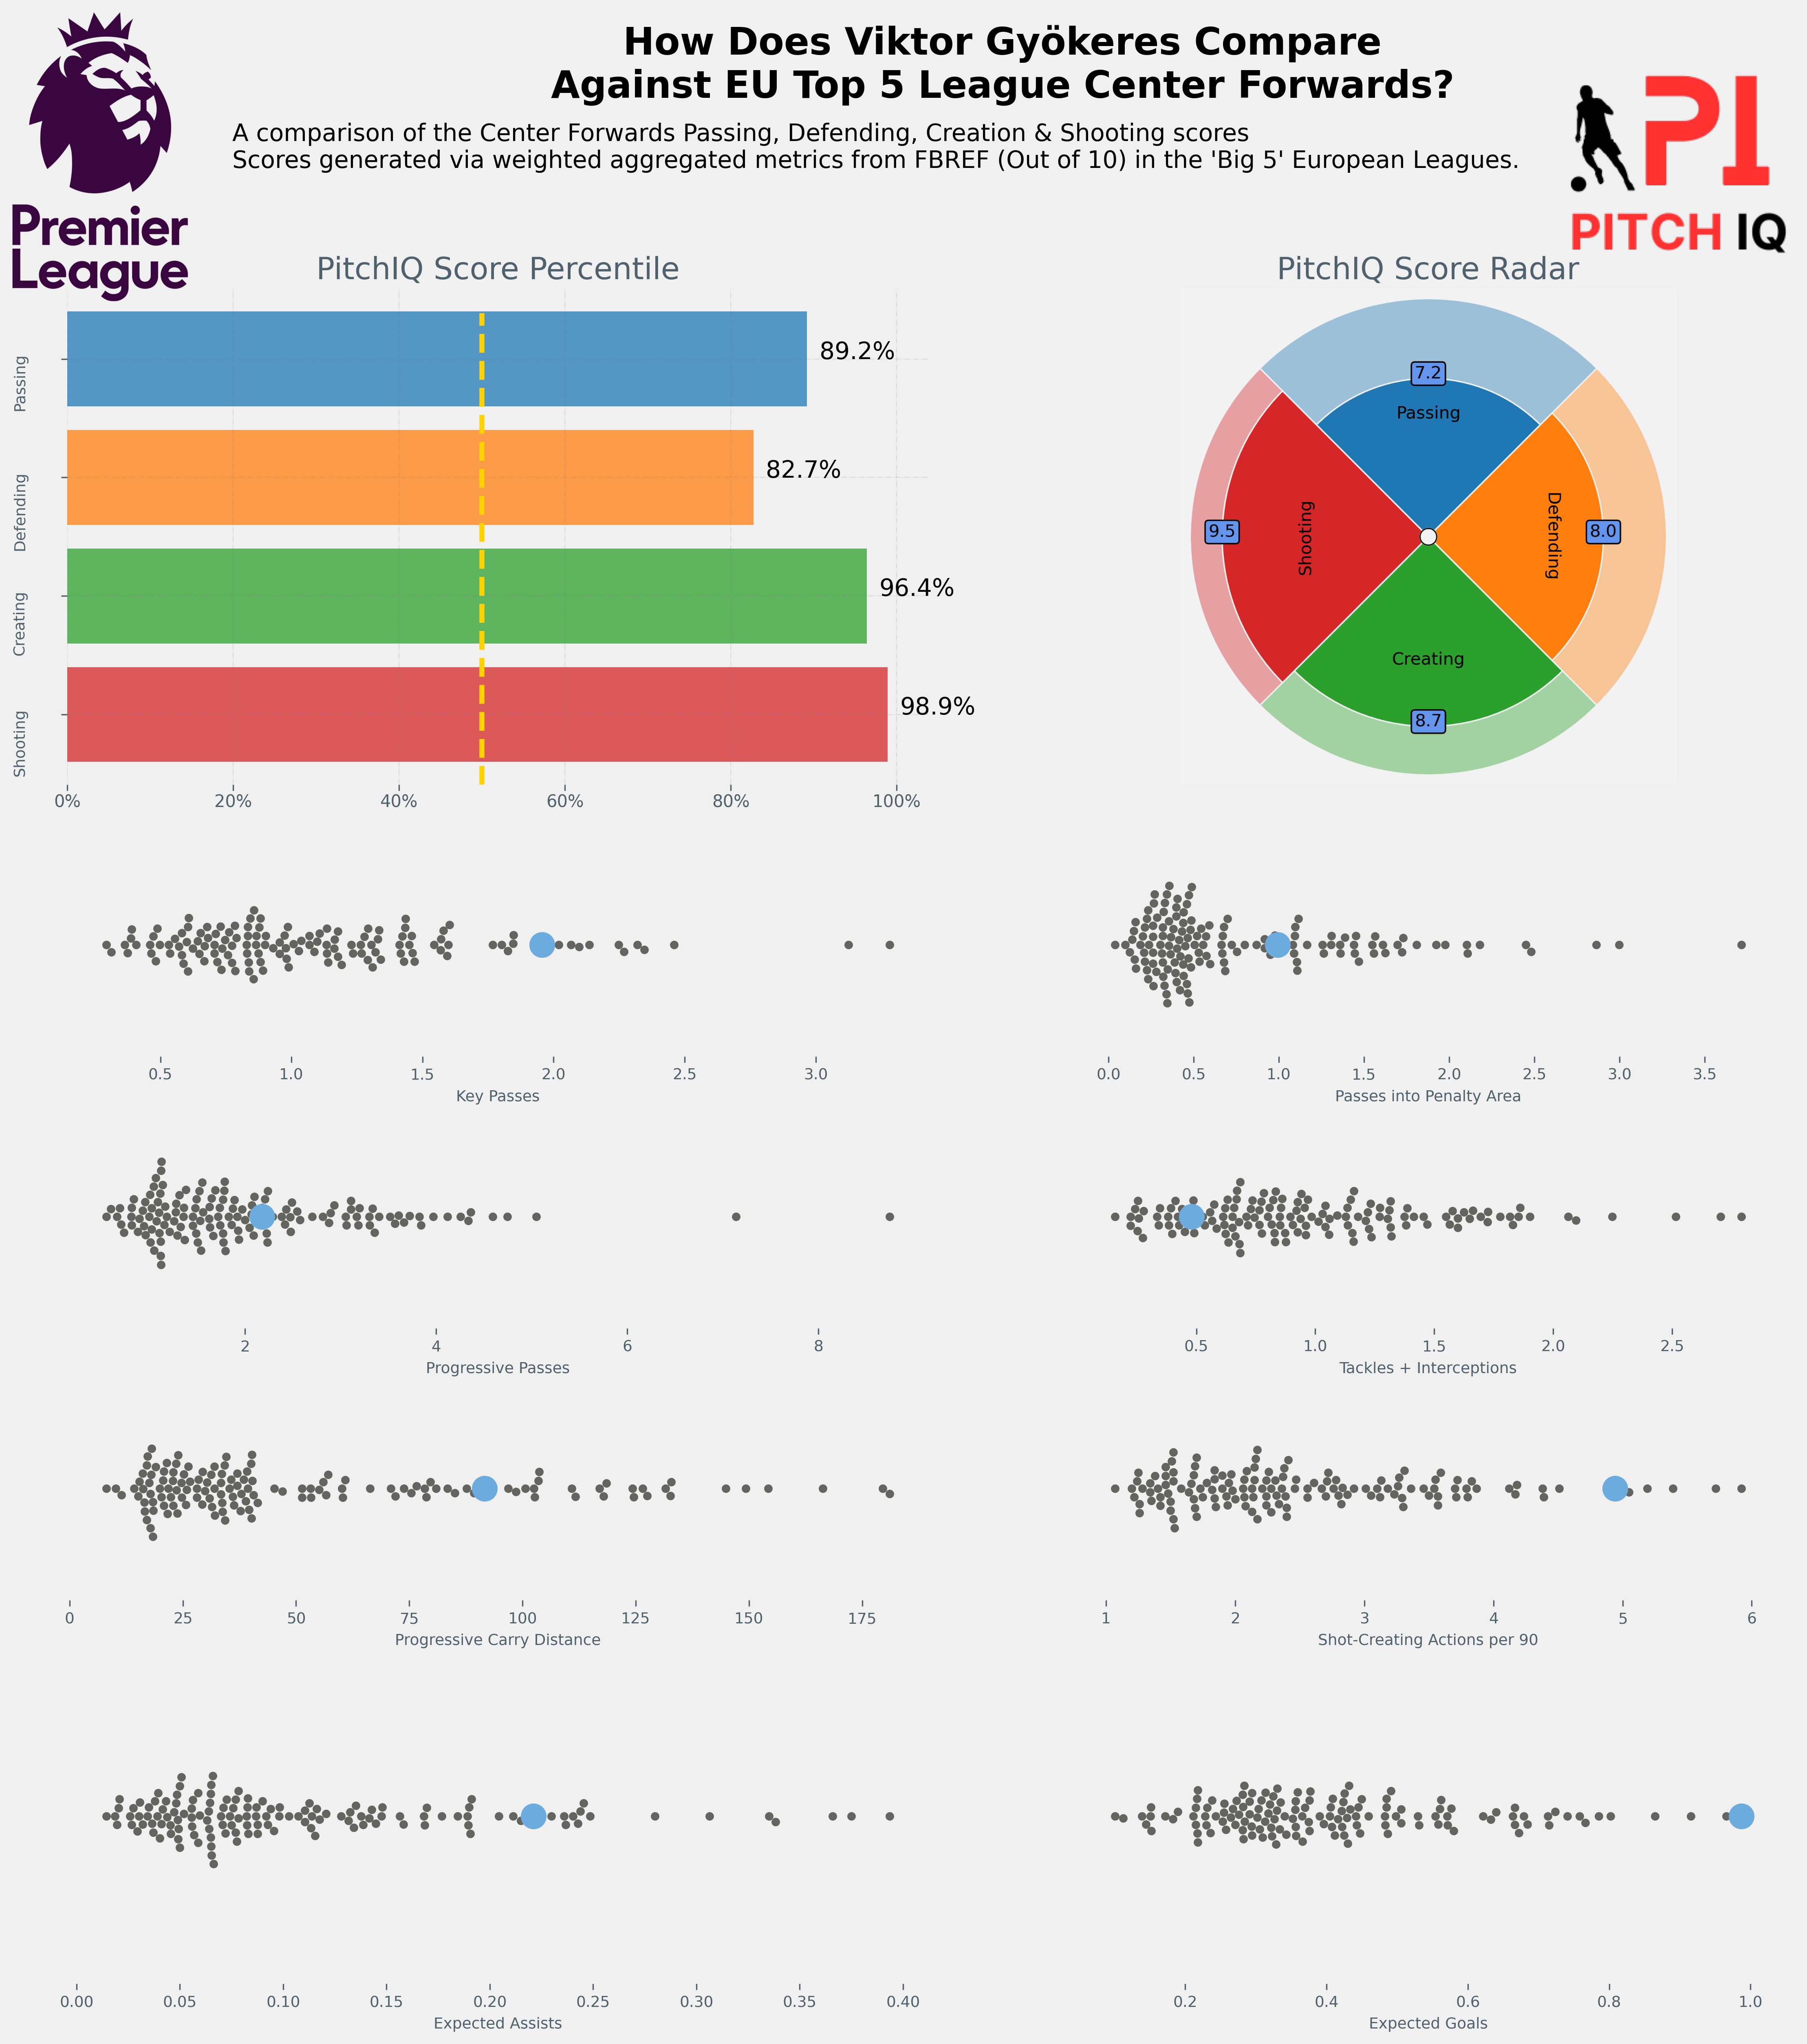 How Does Viktor Gyökeres Compare
Against EU Top 5 League Center Forwards?
A comparison of the Center Forwards Passing, Defending, Creation & Shooting scores
Scores generated via weighted aggregated metrics from FBREF (Out of 10) in the 'Big 5' European Leagues.
Premier
League
PI
PITCH IQ
PitchIQ Score Percentile
Passing
89.2%
Defending
82.7%
Creating
96.4%
Shooting
98.9%
0% 20% 40% 60% 80% 100%
PitchIQ Score Radar
7.2
Passing
9.5
Shooting
Defending
8.0
Creating
8.7
0.5 1.0 1.5 2.0 2.5 3.0
Key Passes
0.0 0.5 1.0 1.5 2.0 2.5 3.0 3.5
Passes into Penalty Area
2 4 6 8
Progressive Passes
0.5 1.0 1.5 2.0 2.5
Tackles + Interceptions
0 25 50 75 100 125 150 175
Progressive Carry Distance
1 2 3 4 5 6
Shot-Creating Actions per 90
0.00 0.05 0.10 0.15 0.20 0.25 0.30 0.35 0.40
Expected Assists
0.2 0.4 0.6 0.8 1.0
Expected Goals